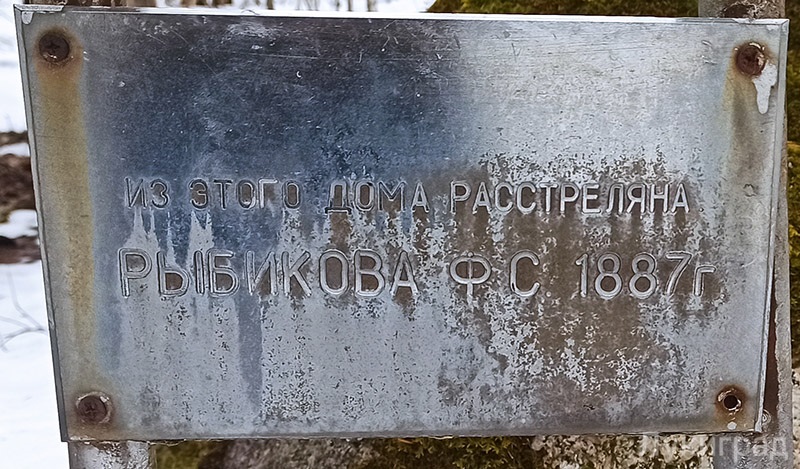 ИЗ ЭТОГО ДОМА РАССТРЕЛЯНА
РЫБИКОВА Ф С. 1887г